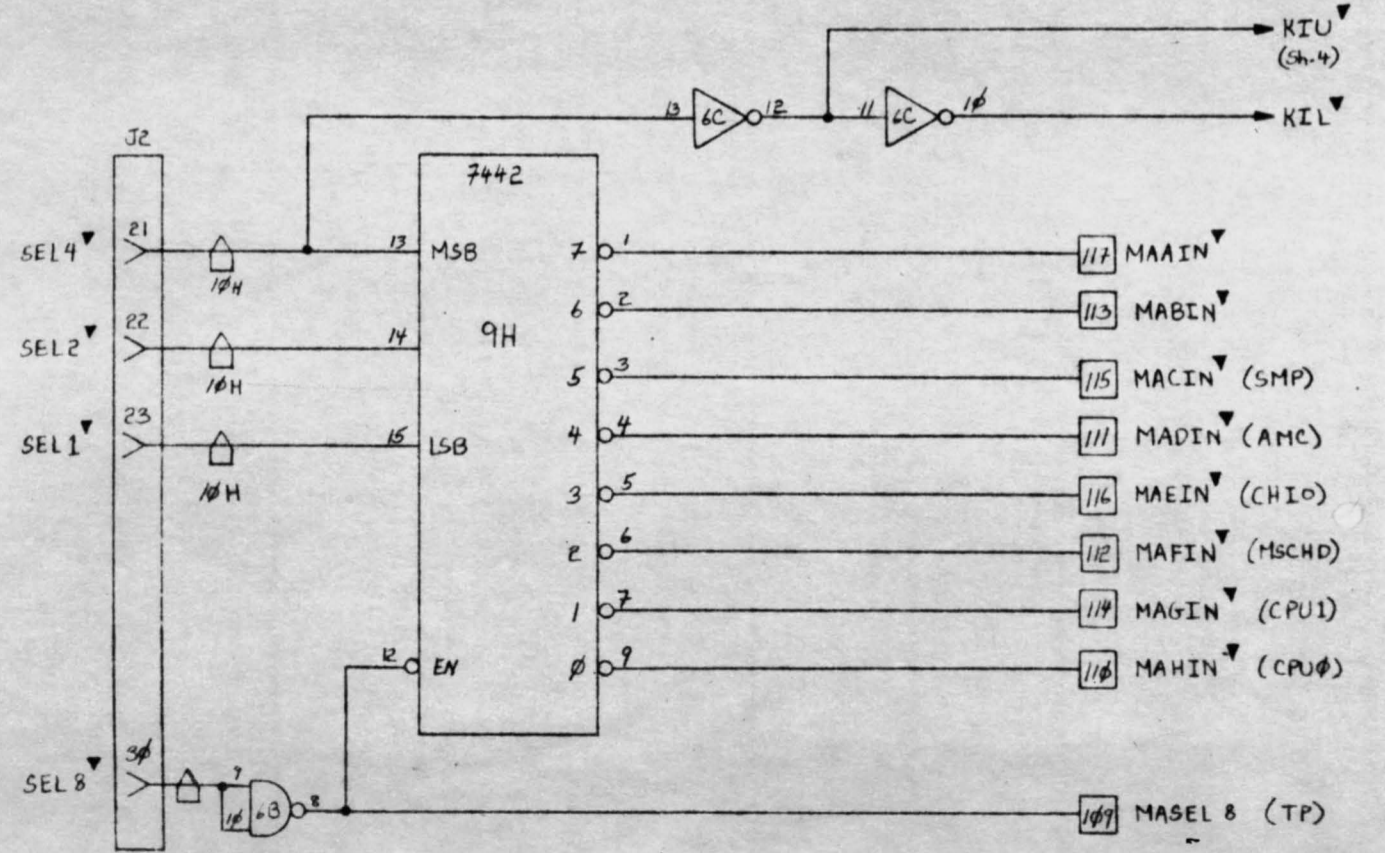 KIU▼
(Sh.4)
13 6C 12 11 6C 1Ø KIL▼
J2
7442
SEL4▼ 21 13 MSB 7 1 117 MAAIN▼
1ØH
6 2 113 MABIN▼
SEL2▼ 22 14 9H
1ØH
5 3 115 MACIN▼ (SMP)
SEL1▼ 23 15 LSB 4 4 111 MADIN▼ (AMC)
1ØH
3 5 116 MAEIN▼ (CHIO)
2 6 112 MAFIN▼ (MSCHD)
1 7 114 MAGIN▼ (CPU1)
12 EN Ø 9 11Ø MAHIN▼ (CPUØ)
SEL 8▼ 3Ø 9 1Ø 6B 8 1Ø9 MASEL 8 (TP)